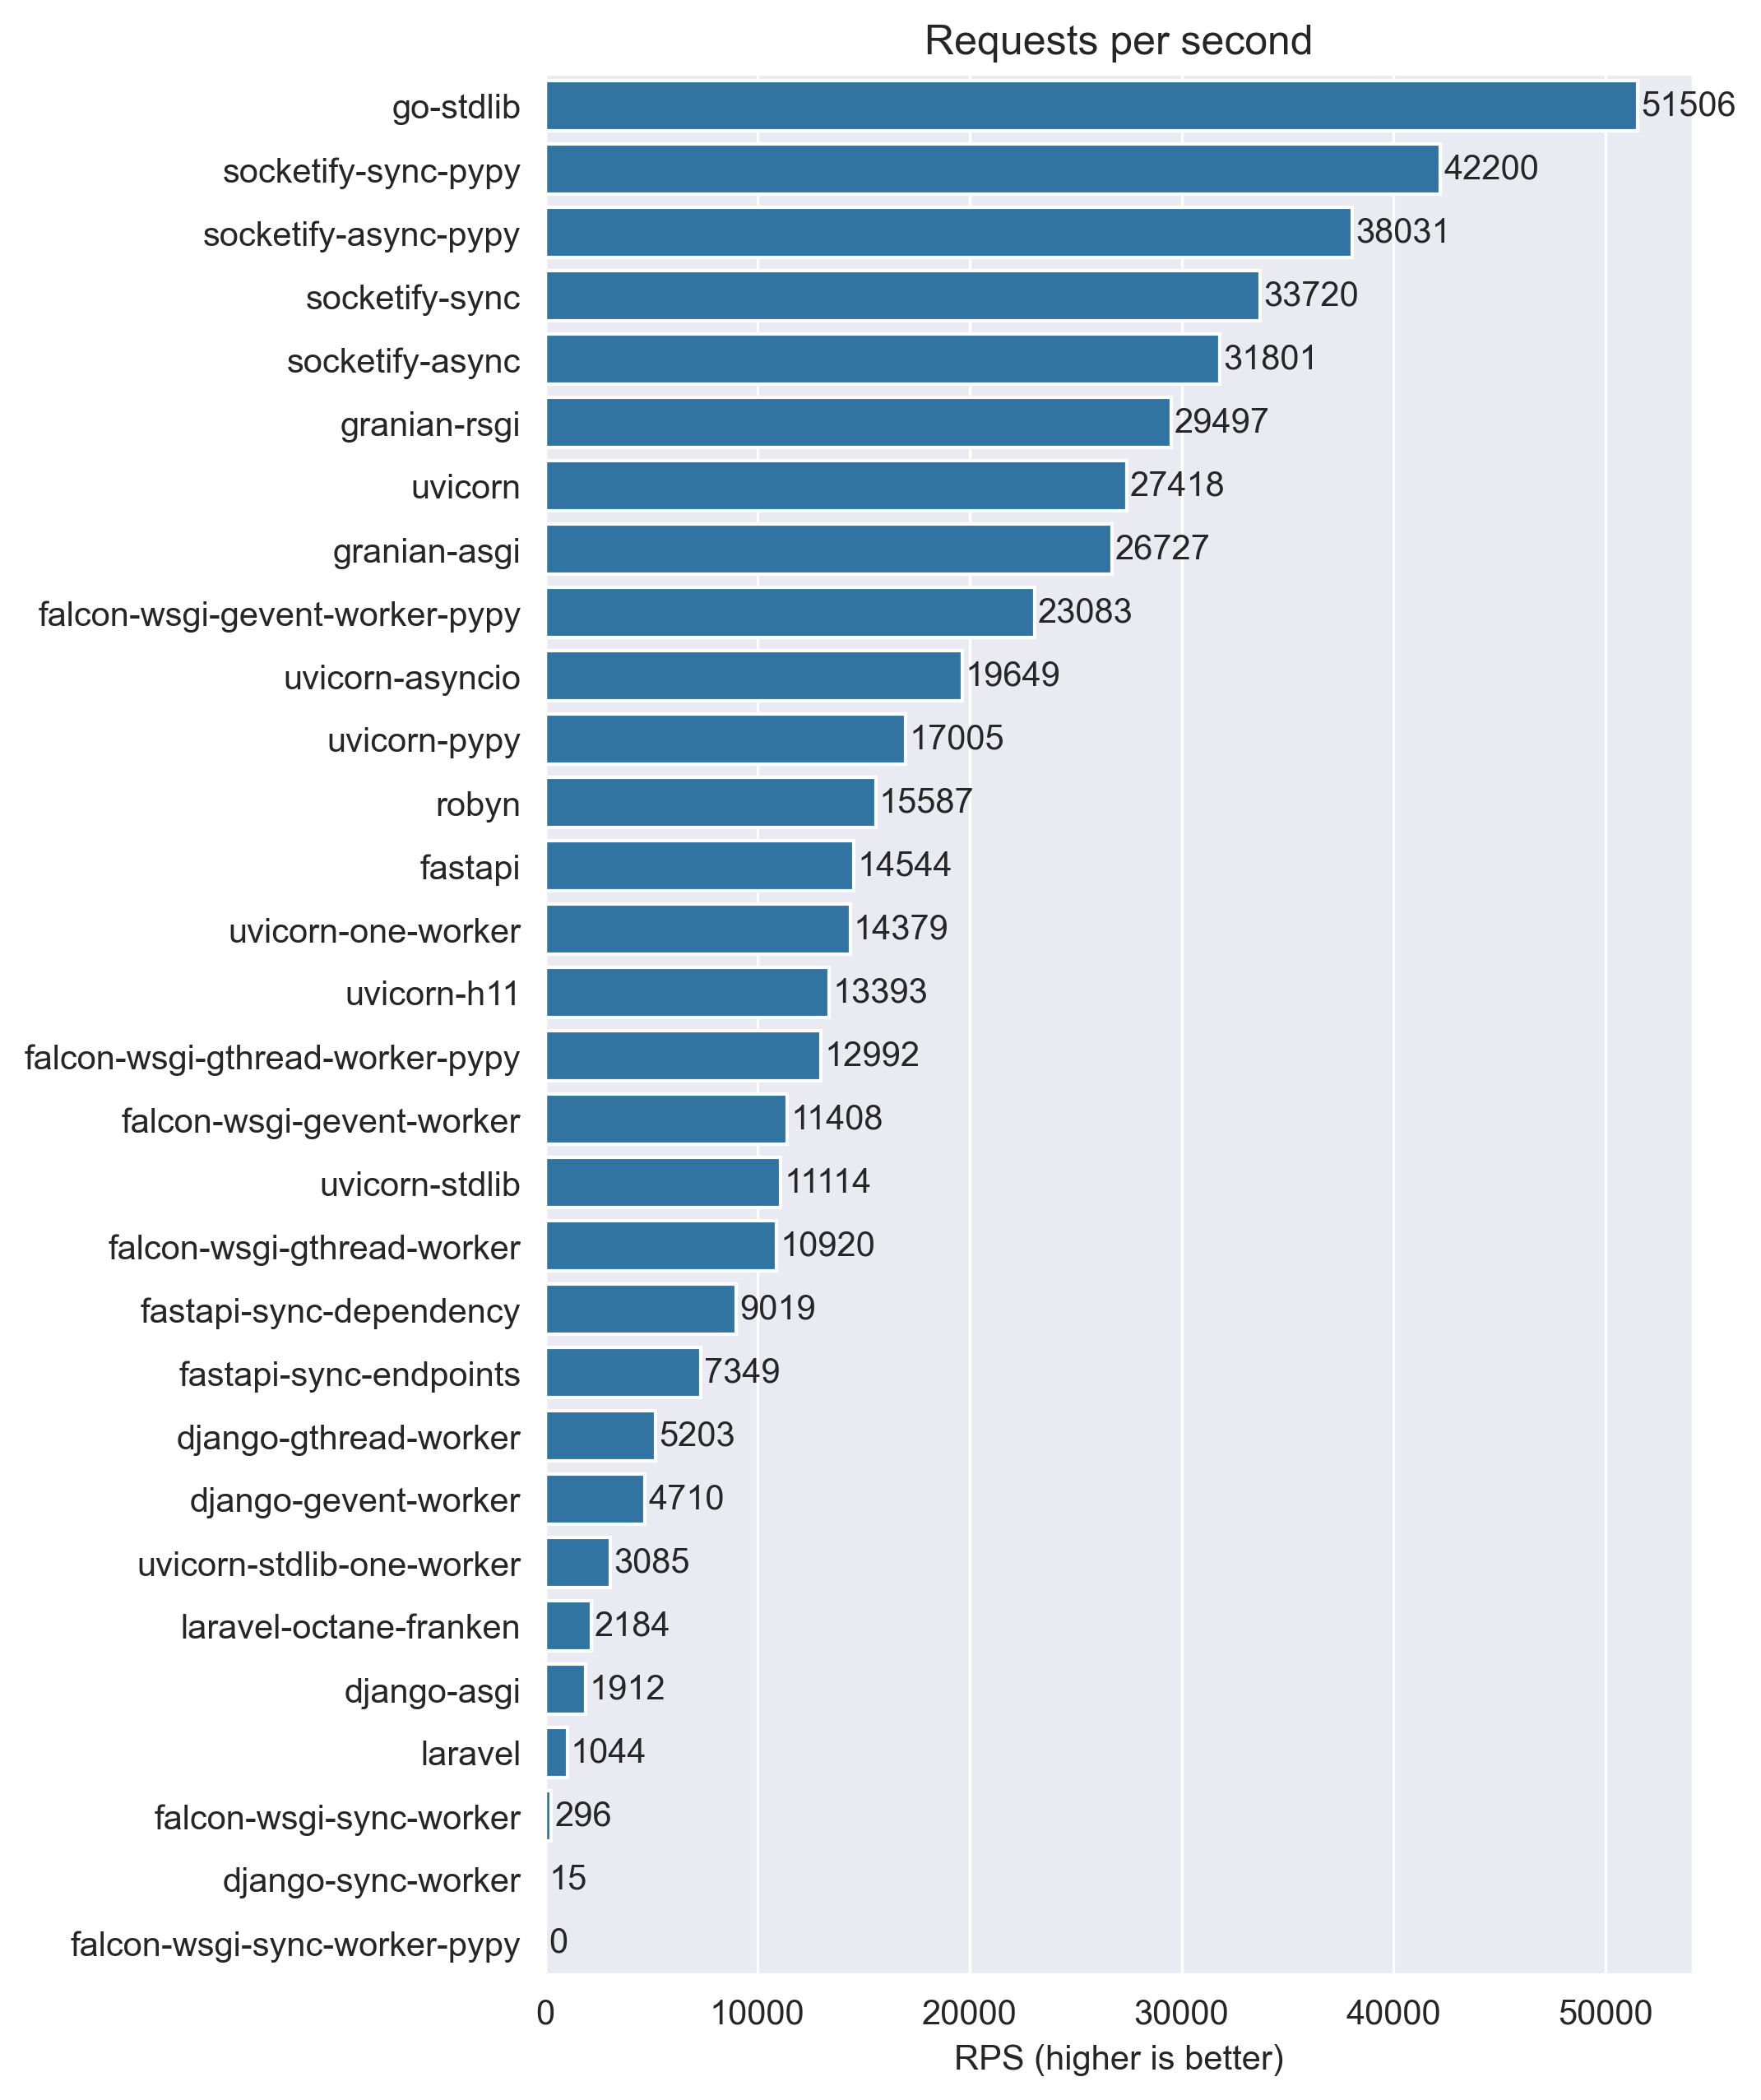 Requests per second
go-stdlib 51506
socketify-sync-pypy 42200
socketify-async-pypy 38031
socketify-sync 33720
socketify-async 31801
granian-rsgi 29497
uvicorn 27418
granian-asgi 26727
falcon-wsgi-gevent-worker-pypy 23083
uvicorn-asyncio 19649
uvicorn-pypy 17005
robyn 15587
fastapi 14544
uvicorn-one-worker 14379
uvicorn-h11 13393
falcon-wsgi-gthread-worker-pypy 12992
falcon-wsgi-gevent-worker 11408
uvicorn-stdlib 11114
falcon-wsgi-gthread-worker 10920
fastapi-sync-dependency 9019
fastapi-sync-endpoints 7349
django-gthread-worker 5203
django-gevent-worker 4710
uvicorn-stdlib-one-worker 3085
laravel-octane-franken 2184
django-asgi 1912
laravel 1044
falcon-wsgi-sync-worker 296
django-sync-worker 15
falcon-wsgi-sync-worker-pypy 0
0 10000 20000 30000 40000 50000
RPS (higher is better)